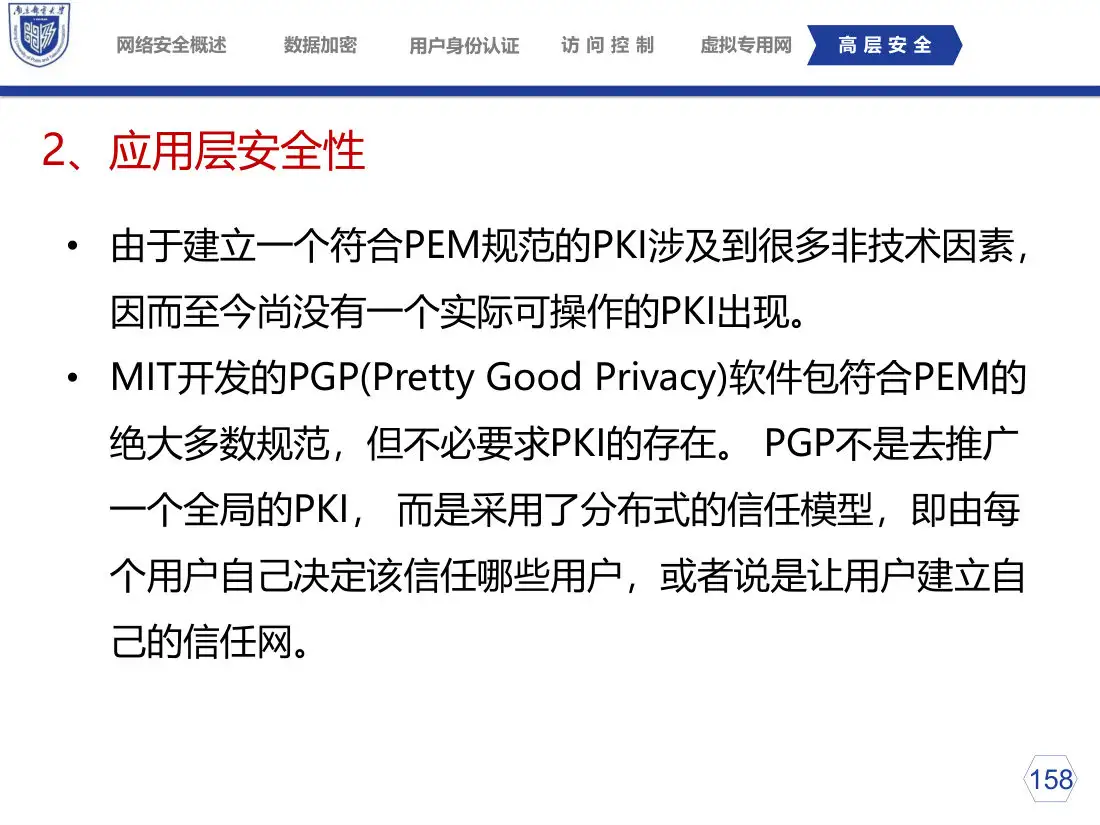 南京邮电大学
网络安全概述 数据加密 用户身份认证 访问控制 虚拟专用网 高层安全
2、应用层安全性
• 由于建立一个符合PEM规范的PKI涉及到很多非技术因素，
因而至今尚没有一个实际可操作的PKI出现。
• MIT开发的PGP(Pretty Good Privacy)软件包符合PEM的
绝大多数规范，但不必要求PKI的存在。 PGP不是去推广
一个全局的PKI， 而是采用了分布式的信任模型，即由每
个用户自己决定该信任哪些用户，或者说是让用户建立自
己的信任网。
158